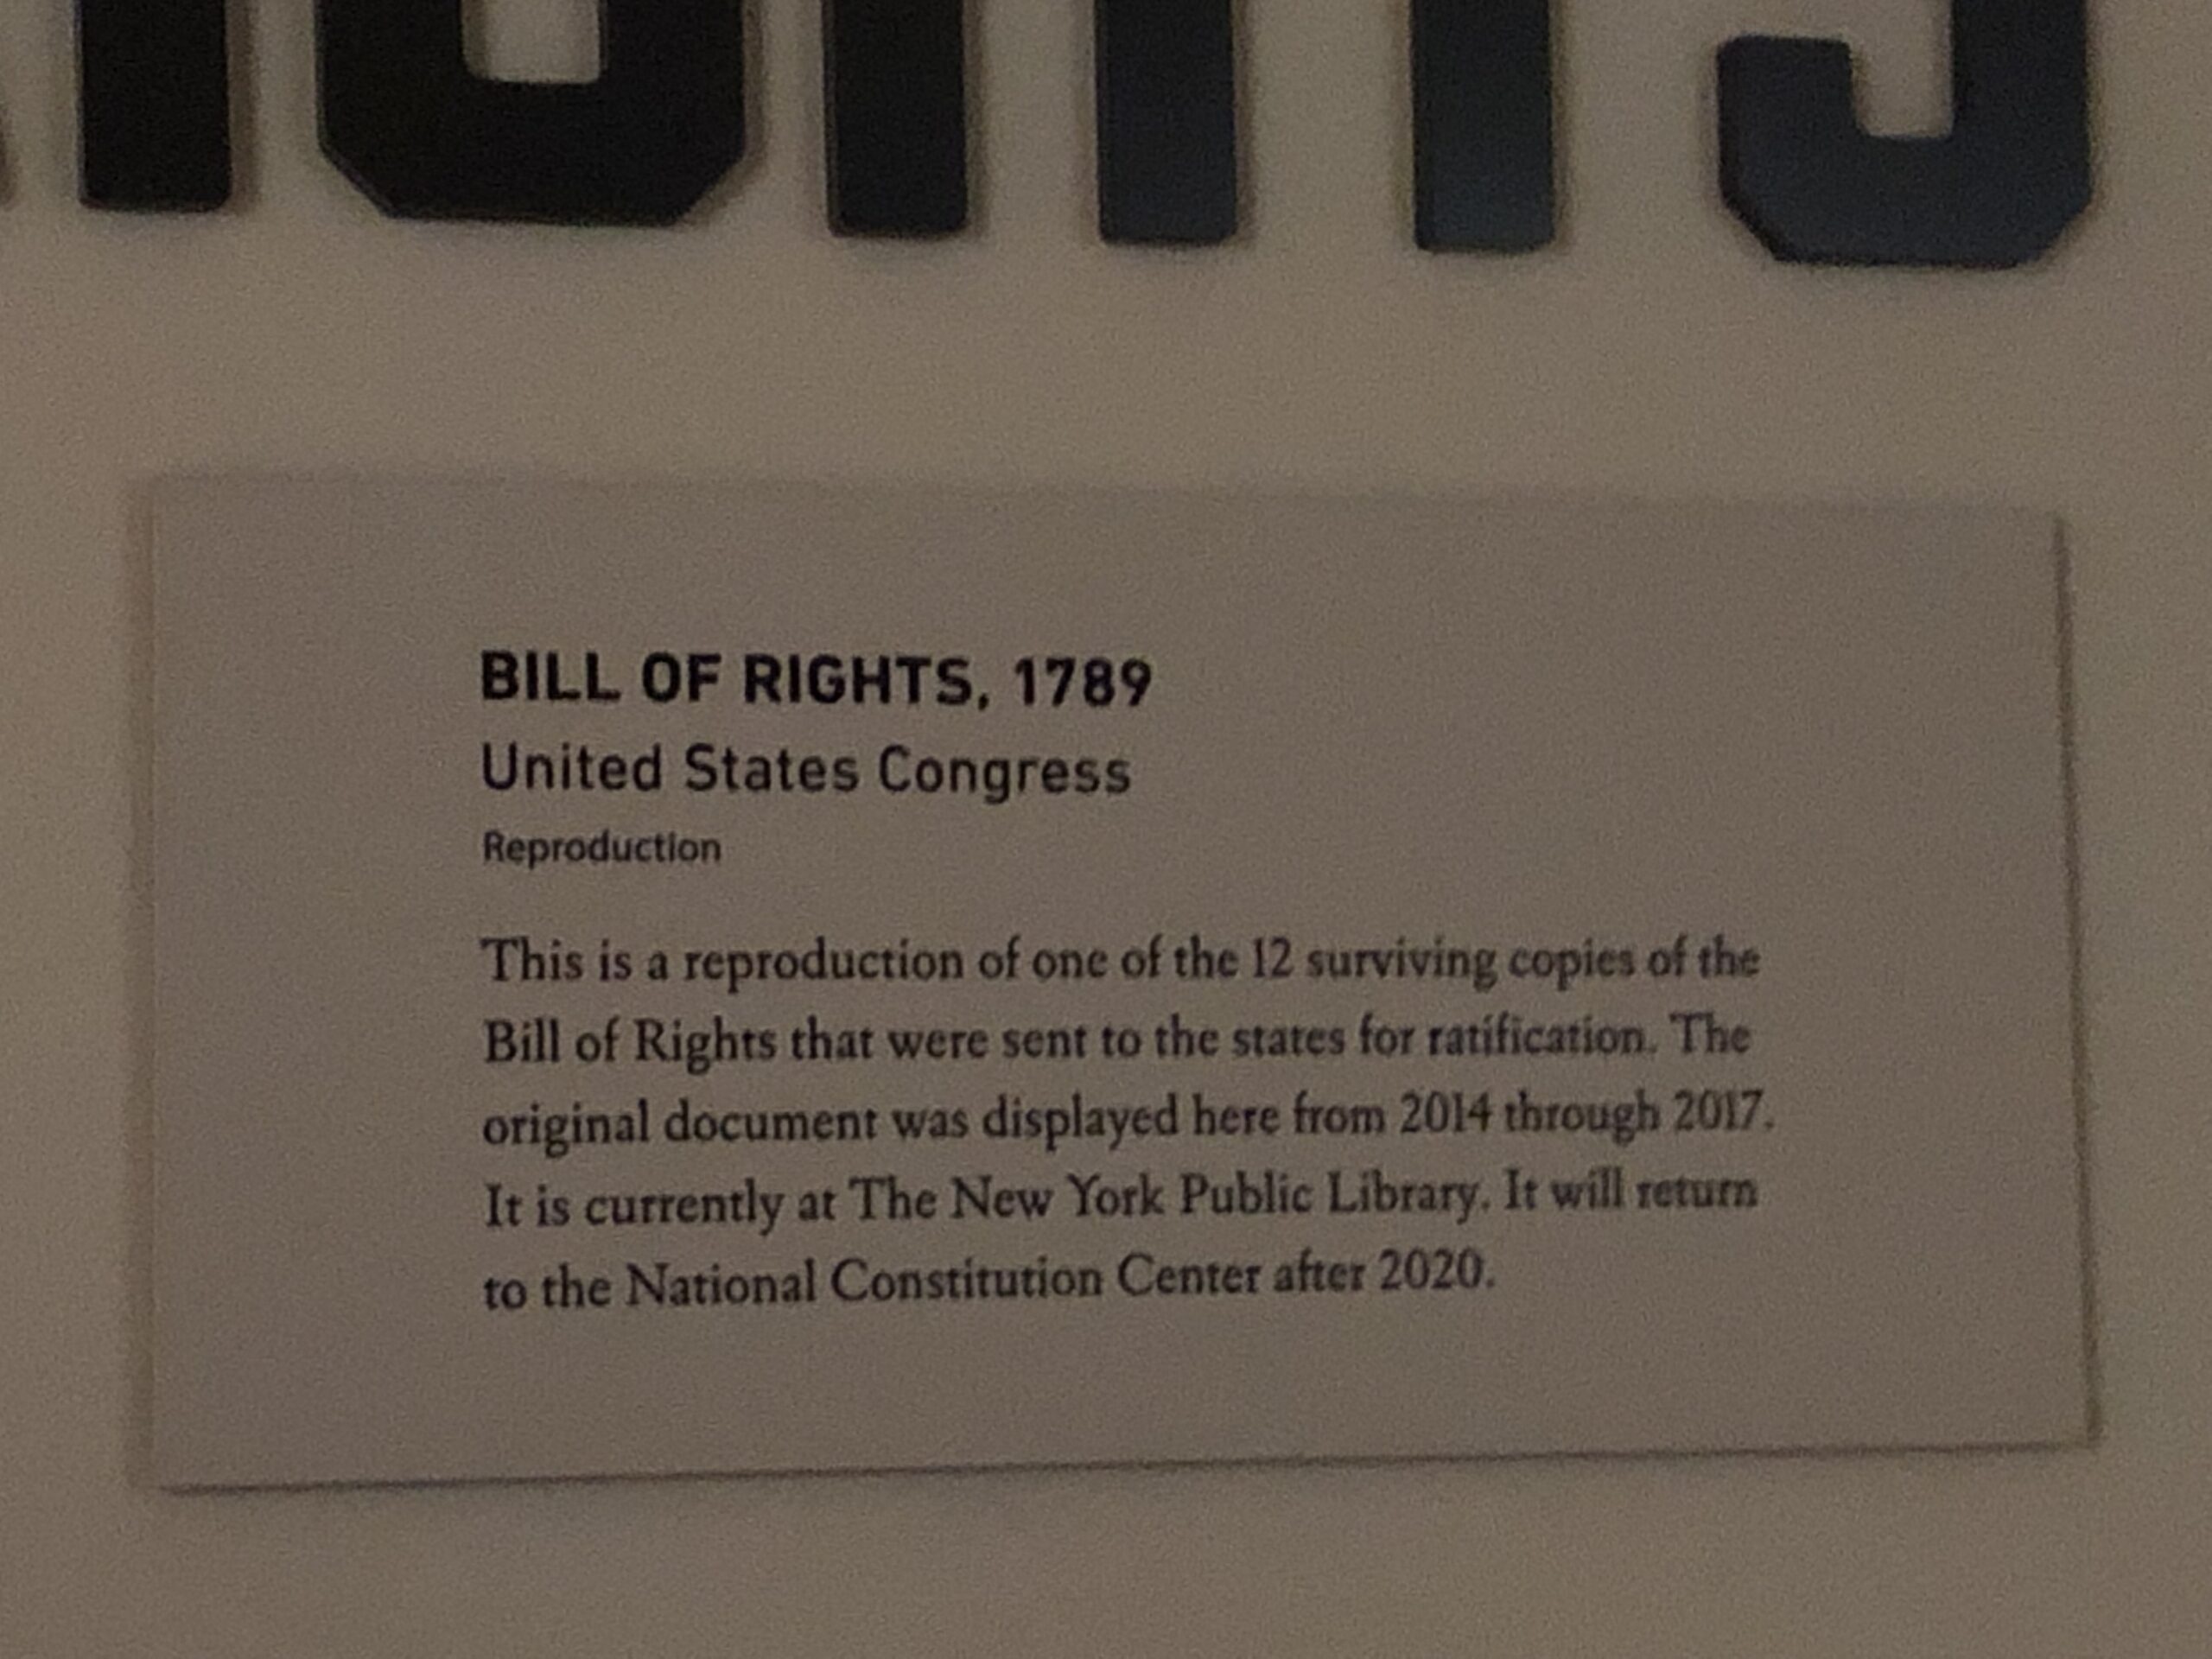 RIGHTS
BILL OF RIGHTS, 1789
United States Congress
Reproduction
This is a reproduction of one of the 12 surviving copies of the
Bill of Rights that were sent to the states for ratification. The
original document was displayed here from 2014 through 2017.
It is currently at The New York Public Library. It will return
to the National Constitution Center after 2020.